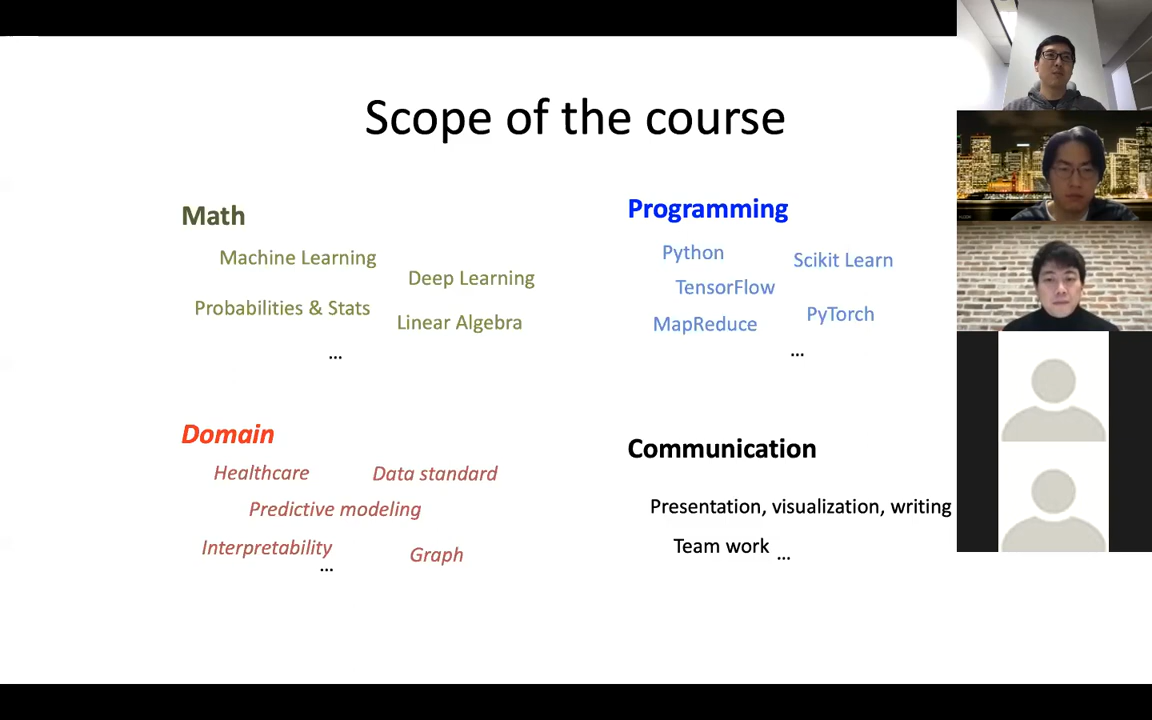 Scope of the course
Math
Machine Learning
Deep Learning
Probabilities & Stats
Linear Algebra
...
Programming
Python
Scikit Learn
TensorFlow
PyTorch
MapReduce
...
Domain
Healthcare
Data standard
Predictive modeling
Interpretability
Graph
...
Communication
Presentation, visualization, writing
Team work
...